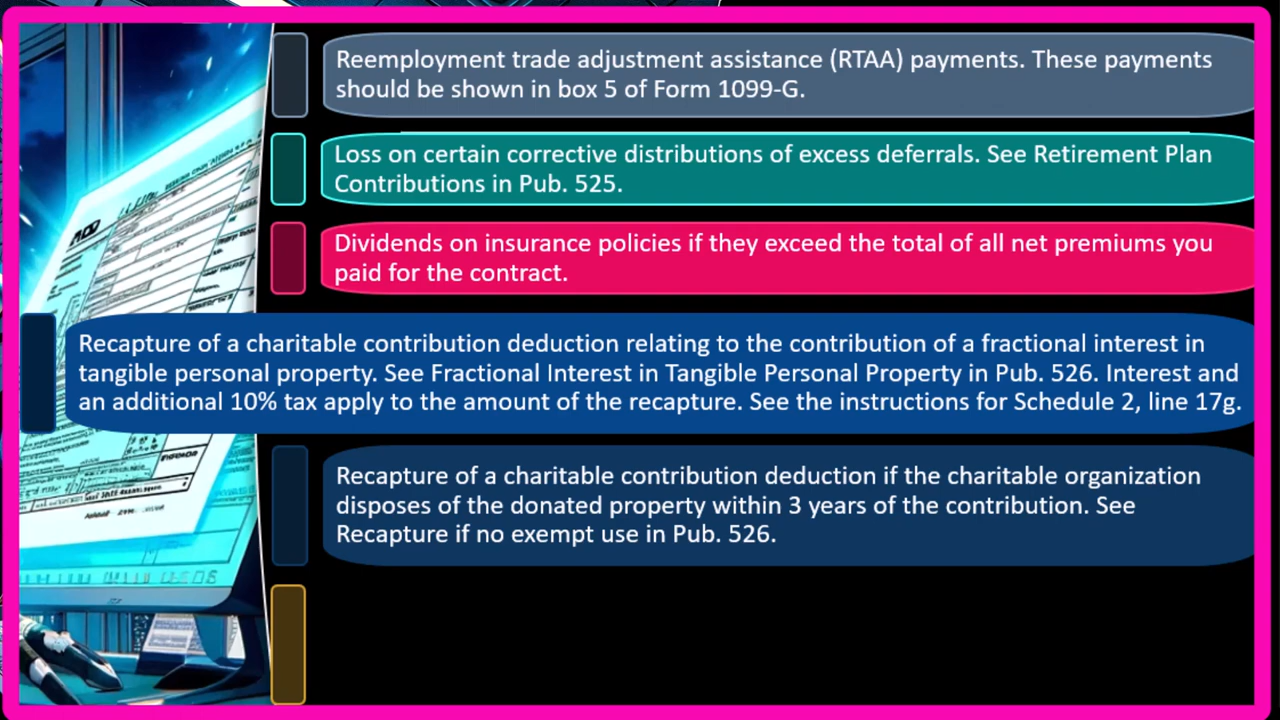 Reemployment trade adjustment assistance (RTAA) payments. These payments
should be shown in box 5 of Form 1099-G.
Loss on certain corrective distributions of excess deferrals. See Retirement Plan
Contributions in Pub. 525.
Dividends on insurance policies if they exceed the total of all net premiums you
paid for the contract.
Recapture of a charitable contribution deduction relating to the contribution of a fractional interest in
tangible personal property. See Fractional Interest in Tangible Personal Property in Pub. 526. Interest and
an additional 10% tax apply to the amount of the recapture. See the instructions for Schedule 2, line 17g.
Recapture of a charitable contribution deduction if the charitable organization
disposes of the donated property within 3 years of the contribution. See
Recapture if no exempt use in Pub. 526.